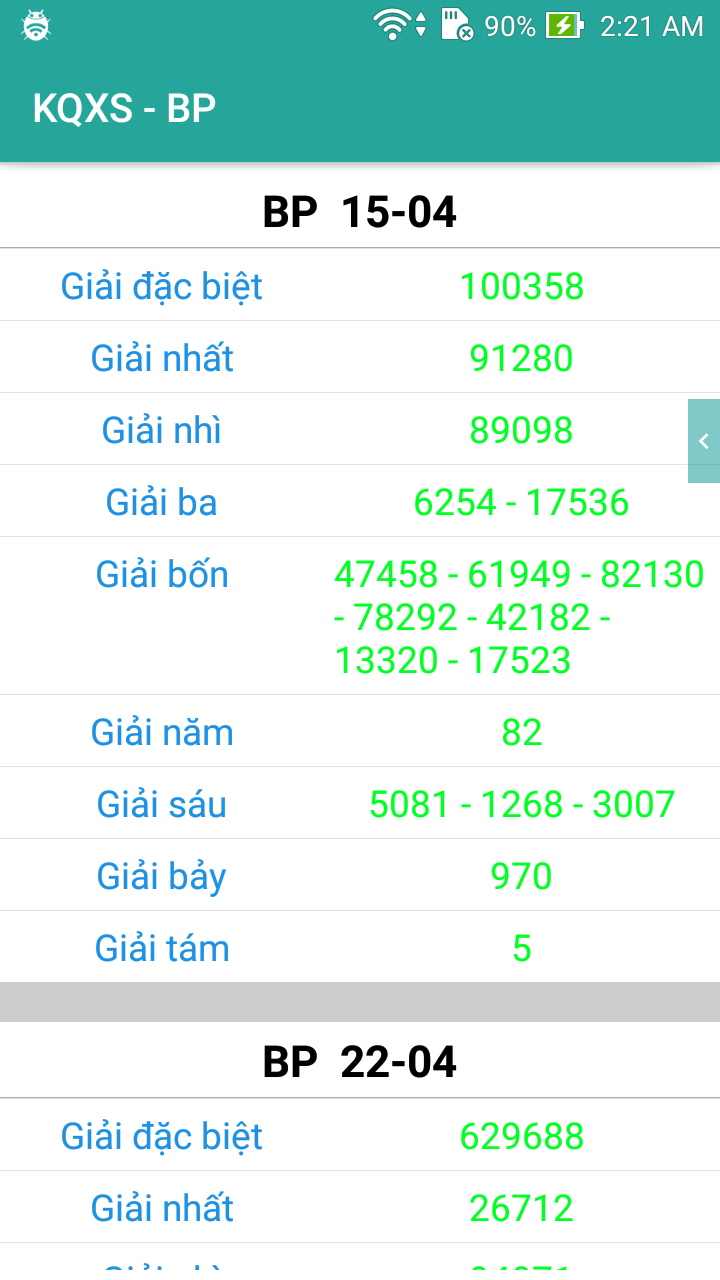 90% 2:21 AM
KQXS - BP
BP 15-04
Giải đặc biệt 100358
Giải nhất 91280
Giải nhì 89098
Giải ba 6254 - 17536
Giải bốn 47458 - 61949 - 82130
- 78292 - 42182 -
13320 - 17523
Giải năm 82
Giải sáu 5081 - 1268 - 3007
Giải bảy 970
Giải tám 5
BP 22-04
Giải đặc biệt 629688
Giải nhất 26712